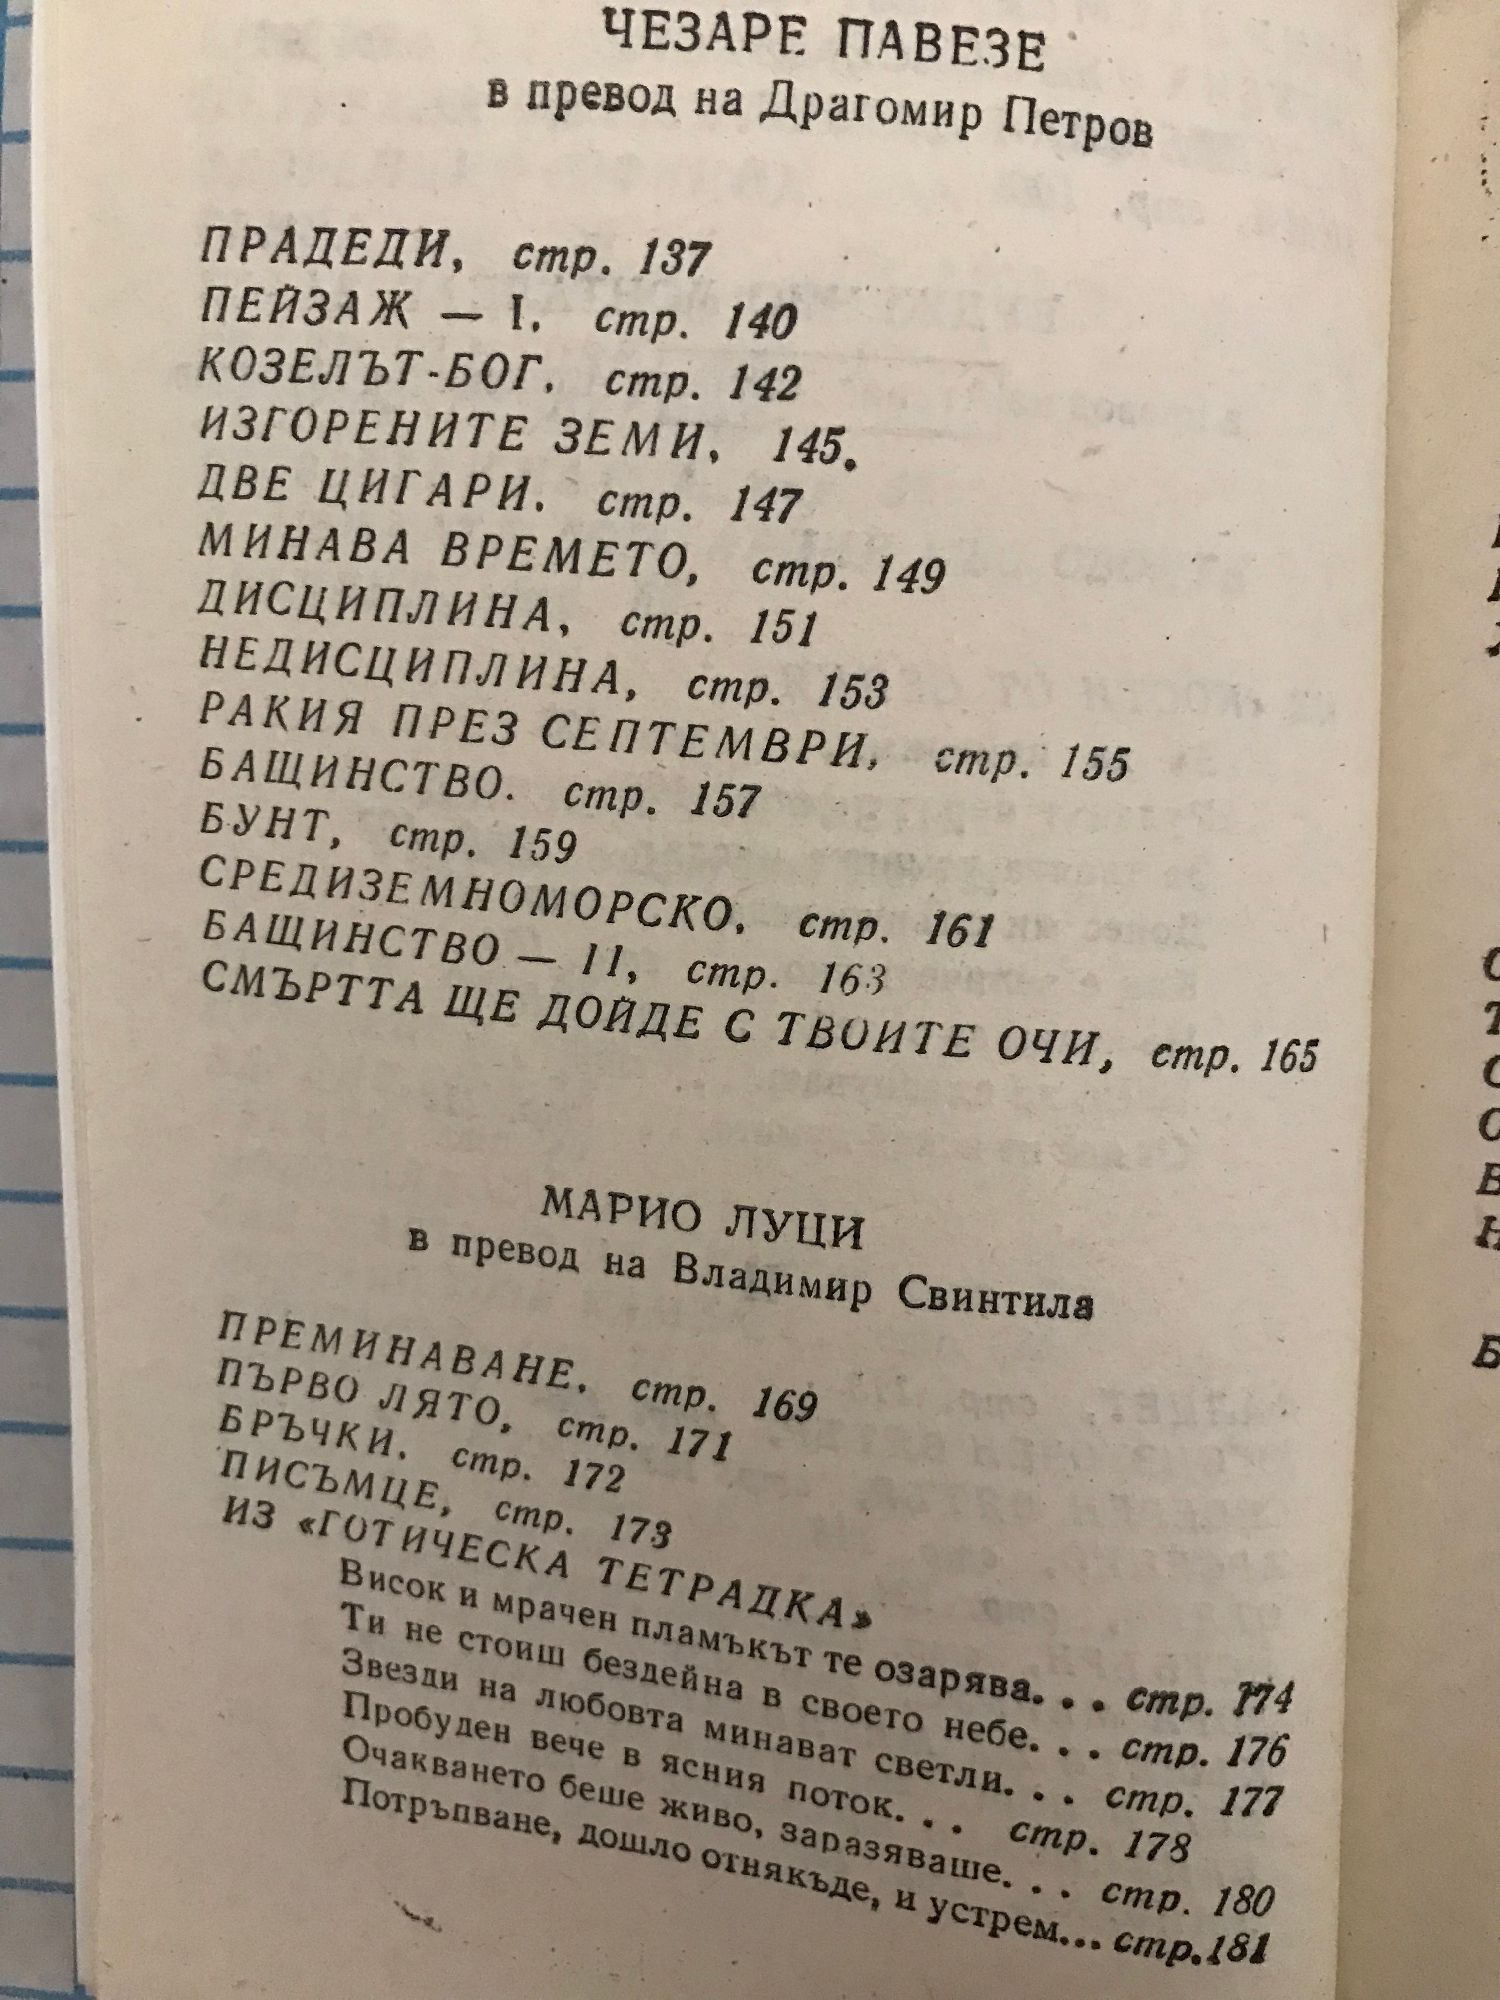 ЧЕЗАРЕ ПАВЕЗЕ
в превод на Драгомир Петров
ПРАДЕДИ, стр. 137
ПЕЙЗАЖ — I. стр. 140
КОЗЕЛЪТ-БОГ. стр. 142
ИЗГОРЕНИТЕ ЗЕМИ, 145.
ДВЕ ЦИГАРИ. стр. 147
МИНАВА ВРЕМЕТО, стр. 149
ДИСЦИПЛИНА, стр. 151
НЕДИСЦИПЛИНА, стр. 153
РАКИЯ ПРЕЗ СЕПТЕМВРИ, стр. 155
БАЩИНСТВО. стр. 157
БУНТ, стр. 159
СРЕДИЗЕМНОМОРСКО. стр. 161
БАЩИНСТВО — II, стр. 163
СМЪРТТА ЩЕ ДОЙДЕ С ТВОИТЕ ОЧИ, стр. 165
МАРИО ЛУЦИ
в превод на Владимир Свинтила
ПРЕМИНАВАНЕ. стр. 169
ПЪРВО ЛЯТО, стр. 171
БРЪЧКИ. стр. 172
ПИСЪМЦЕ, стр. 173
ИЗ «ГОТИЧЕСКА ТЕТРАДКА»
Висок и мрачен пламъкът те озарява... стр. 174
Ти не стоиш бездейна в своето небе... стр. 176
Звезди на любовта минават светли... стр. 177
Пробуден вече в ясния поток... стр. 178
Очакването беше живо, заразяваше... стр. 180
Потръпване, дошло отнякъде, и устрем... стр.181